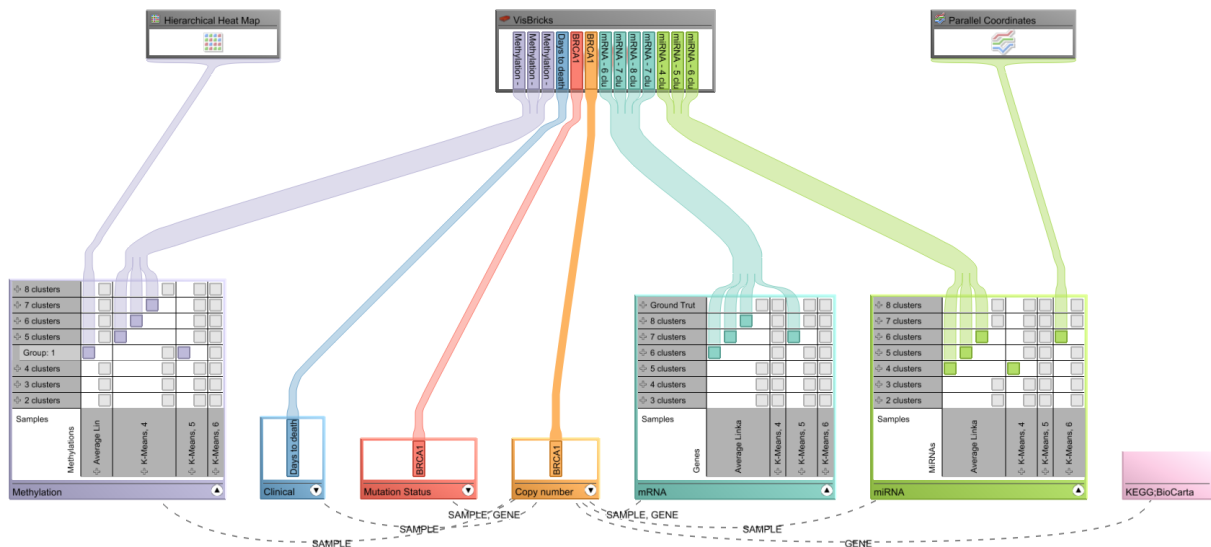 Hierarchical Heat Map
VisBricks
Parallel Coordinates
Methylation -
Methylation -
Methylation -
Days to death
BRCA1
BRCA1
mRNA - 6 clu
mRNA - 7 clu
mRNA - 8 clu
mRNA - 7 clu
miRNA - 4 clu
miRNA - 5 clu
miRNA - 6 clu
8 clusters
7 clusters
6 clusters
5 clusters
Group: 1
4 clusters
3 clusters
2 clusters
Samples
Methylations
Average Lin
K-Means, 4
K-Means, 5
K-Means, 6
Methylation
Days to death
Clinical
BRCA1
Mutation Status
BRCA1
Copy number
Ground Trut
8 clusters
7 clusters
6 clusters
5 clusters
4 clusters
3 clusters
Samples
Genes
Average Linka
K-Means, 4
K-Means, 5
K-Means, 6
mRNA
8 clusters
7 clusters
6 clusters
5 clusters
4 clusters
3 clusters
2 clusters
Samples
MiRNAs
Average Linka
K-Means, 4
K-Means, 5
K-Means, 6
miRNA
KEGG;BioCarta
SAMPLE, GENE
SAMPLE, GENE
SAMPLE
SAMPLE
SAMPLE
GENE